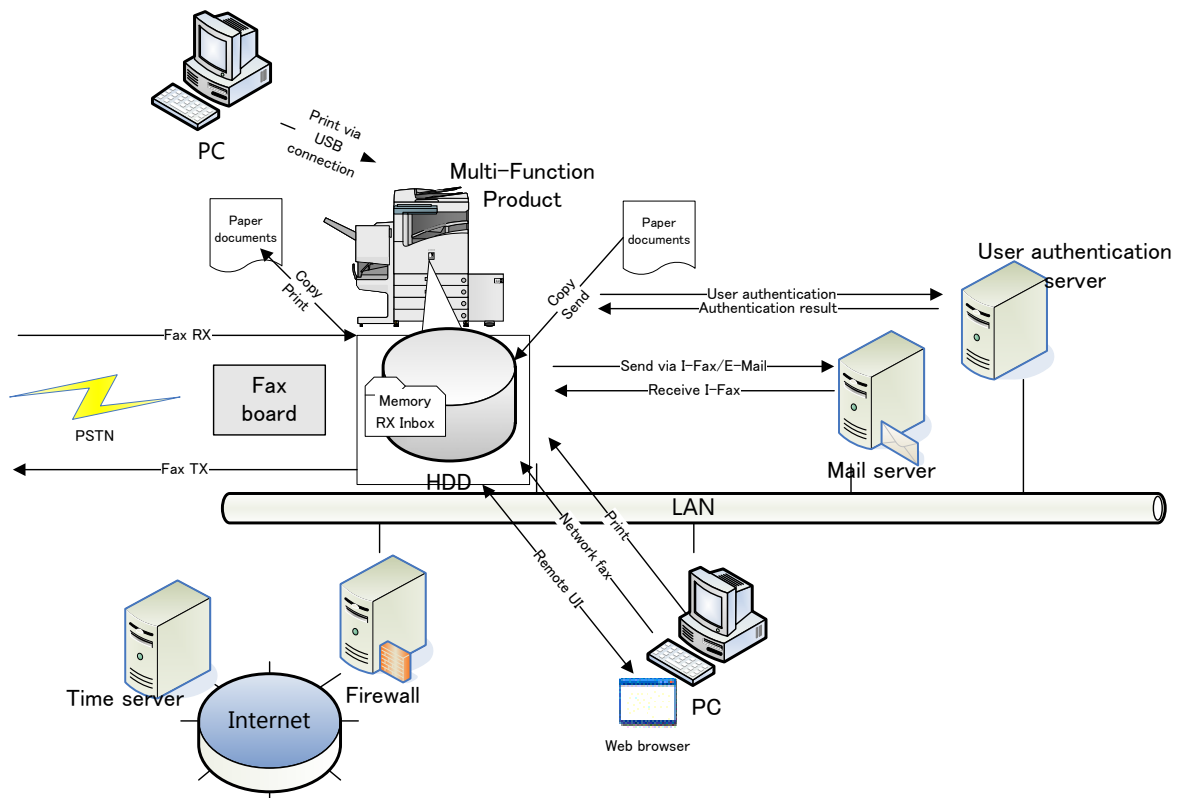 PC
Print via
USB
connection
Multi-Function
Product
Paper
documents
Copy
Print
Paper
documents
Copy
Send
User authentication
server
User authentication
Authentication result
Fax RX
Send via I-Fax/E-Mail
Receive I-Fax
Fax
board
Memory
RX Inbox
PSTN
Fax TX
HDD
Mail server
LAN
Print
Network fax
Remote UI
Time server
Firewall
Internet
PC
Web browser